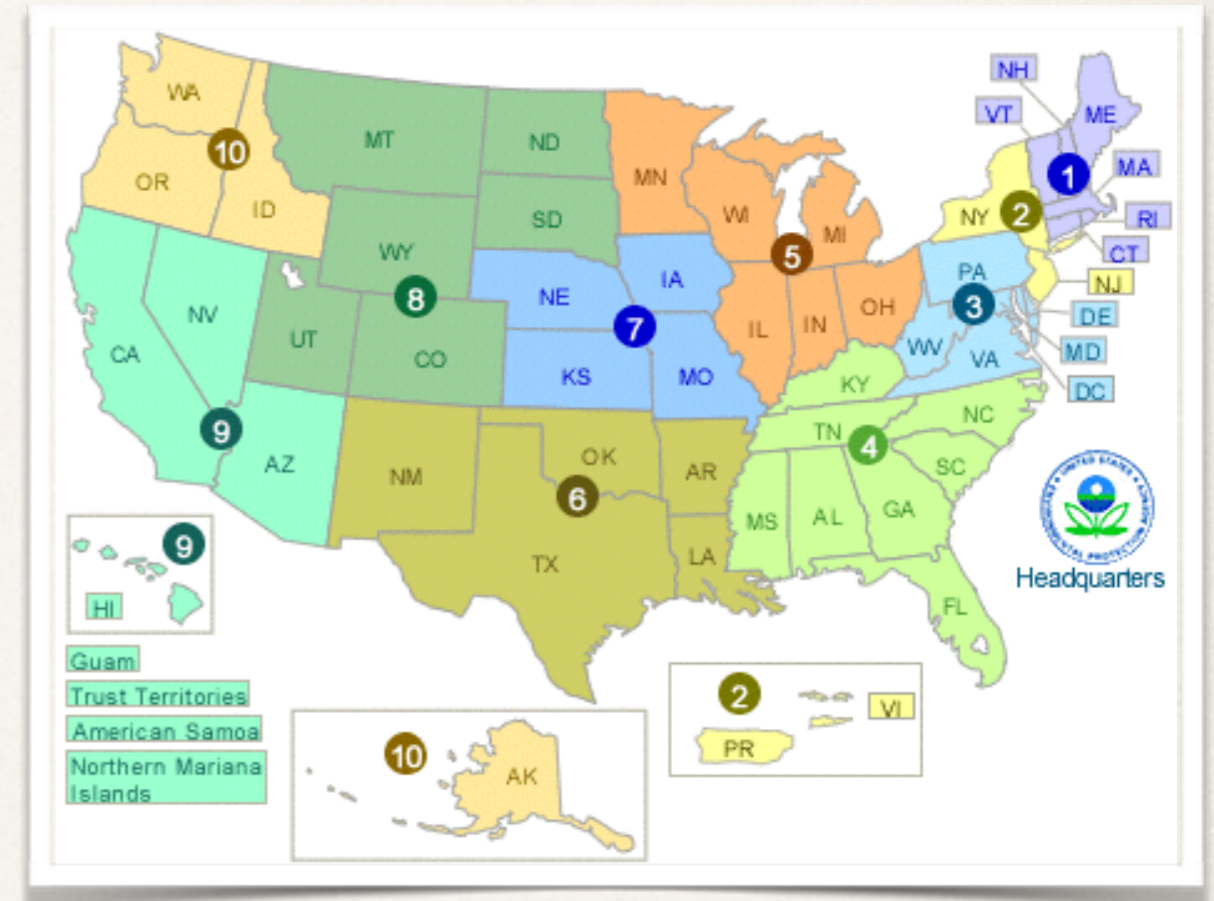 NH
WA
VT
ME
MT
ND
10
MN
MA
OR
1
ID
WI
NY
2
RI
SD
MI
WY
5
CT
PA
IA
NJ
8
NE
3
NV
7
IL
IN
OH
DE
UT
WV
MD
CA
CO
VA
KS
MO
KY
DC
NC
9
TN
4
AZ
OK
SC
NM
AR
6
GA
MS
AL
UNITED STATES
TX
LA
9
Headquarters
HI
FL
Guam
Trust Territories
2
VI
American Samoa
PR
10
Northern Mariana
Islands
AK